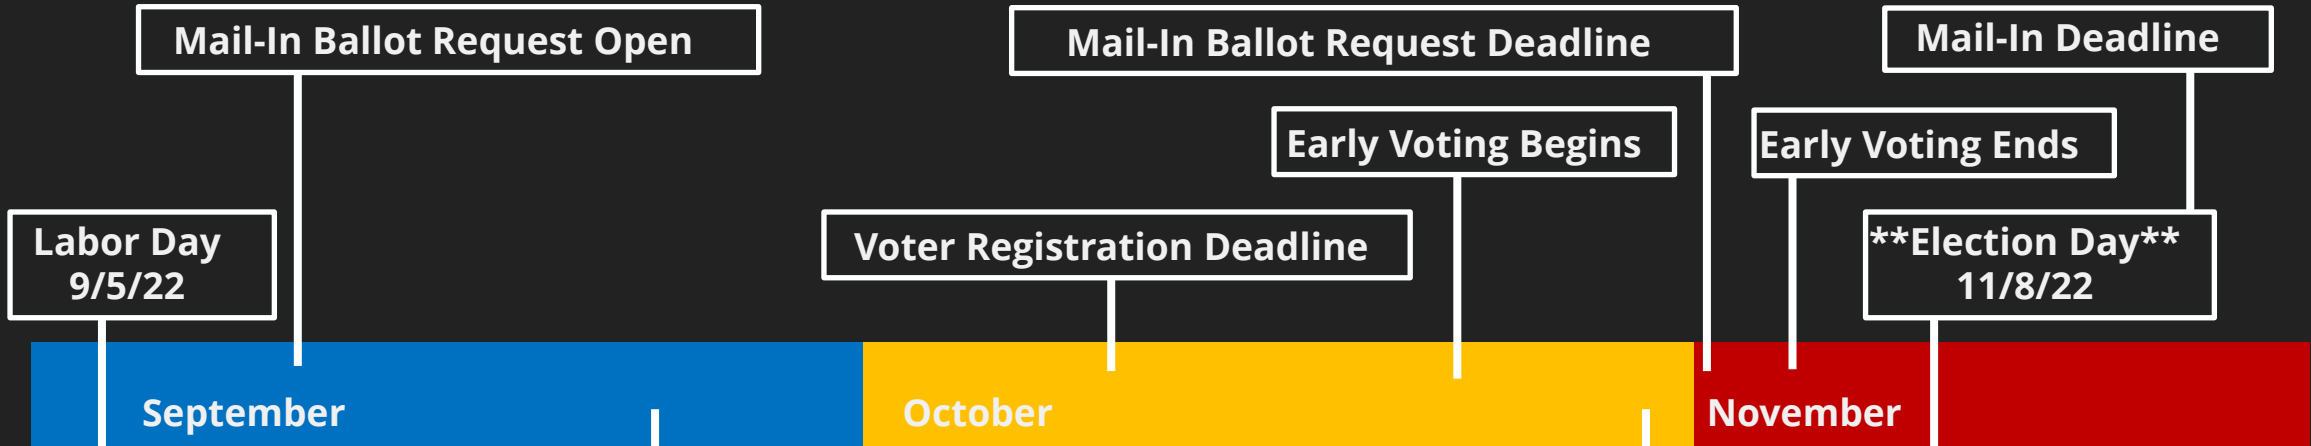 Mail-In Ballot Request Open
Mail-In Ballot Request Deadline
Mail-In Deadline
Early Voting Begins
Early Voting Ends
Labor Day
9/5/22
Voter Registration Deadline
**Election Day**
11/8/22
September
October
November